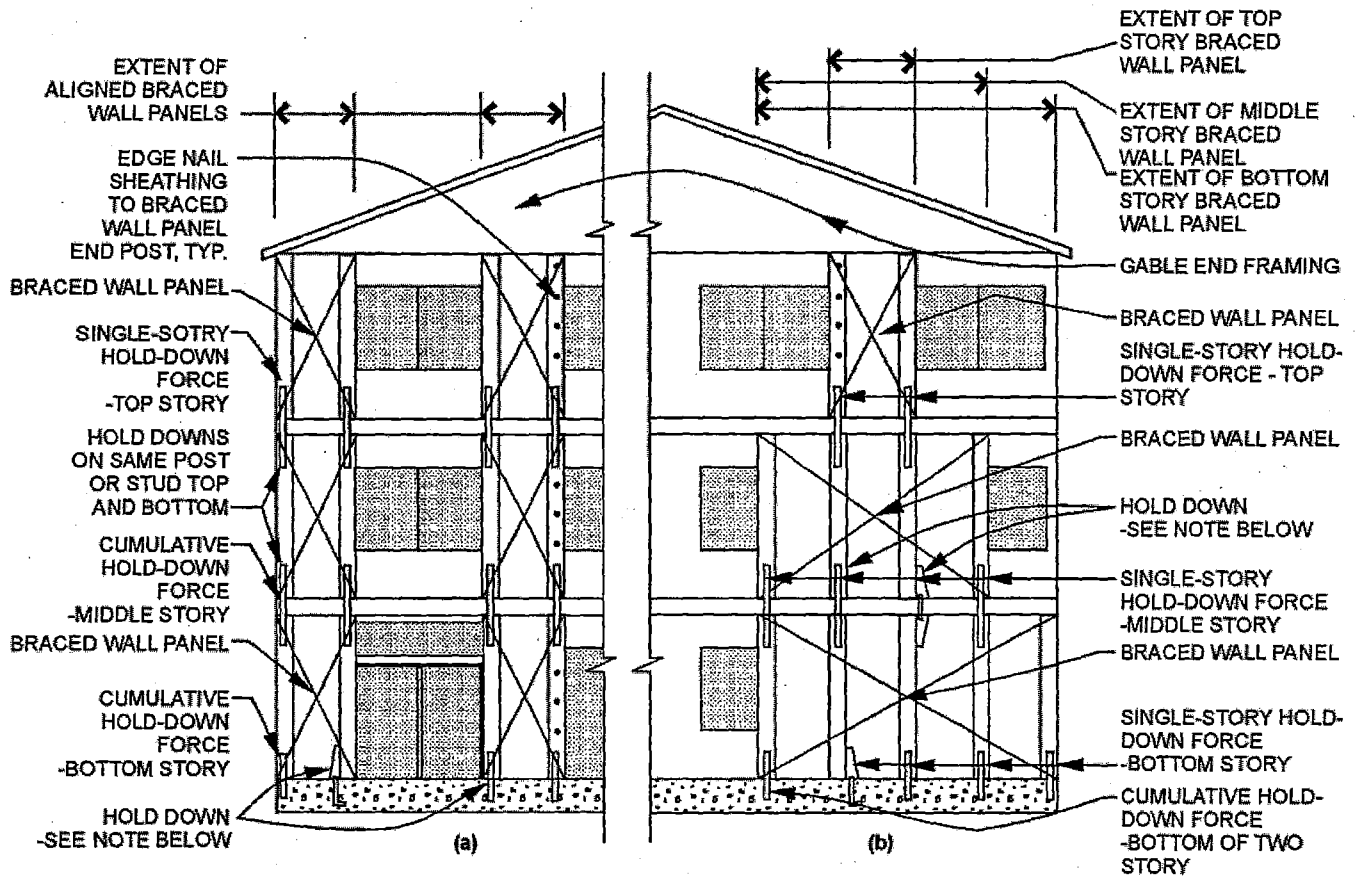 EXTENT OF
ALIGNED BRACED
WALL PANELS
EDGE NAIL
SHEATHING
TO BRACED
WALL PANEL
END POST, TYP.
BRACED WALL PANEL
SINGLE-SOTRY
HOLD-DOWN
FORCE
-TOP STORY
HOLD DOWNS
ON SAME POST
OR STUD TOP
AND BOTTOM
CUMULATIVE
HOLD-DOWN
FORCE
-MIDDLE STORY
BRACED WALL PANEL
CUMULATIVE
HOLD-DOWN
FORCE
-BOTTOM STORY
HOLD DOWN
-SEE NOTE BELOW
(a)
EXTENT OF TOP
STORY BRACED
WALL PANEL
EXTENT OF MIDDLE
STORY BRACED
WALL PANEL
EXTENT OF BOTTOM
STORY BRACED
WALL PANEL
GABLE END FRAMING
BRACED WALL PANEL
SINGLE-STORY HOLD-
DOWN FORCE - TOP
STORY
BRACED WALL PANEL
HOLD DOWN
-SEE NOTE BELOW
SINGLE-STORY
HOLD-DOWN FORCE
-MIDDLE STORY
BRACED WALL PANEL
SINGLE-STORY HOLD-
DOWN FORCE
-BOTTOM STORY
CUMULATIVE HOLD-
DOWN FORCE
-BOTTOM OF TWO
STORY
(b)